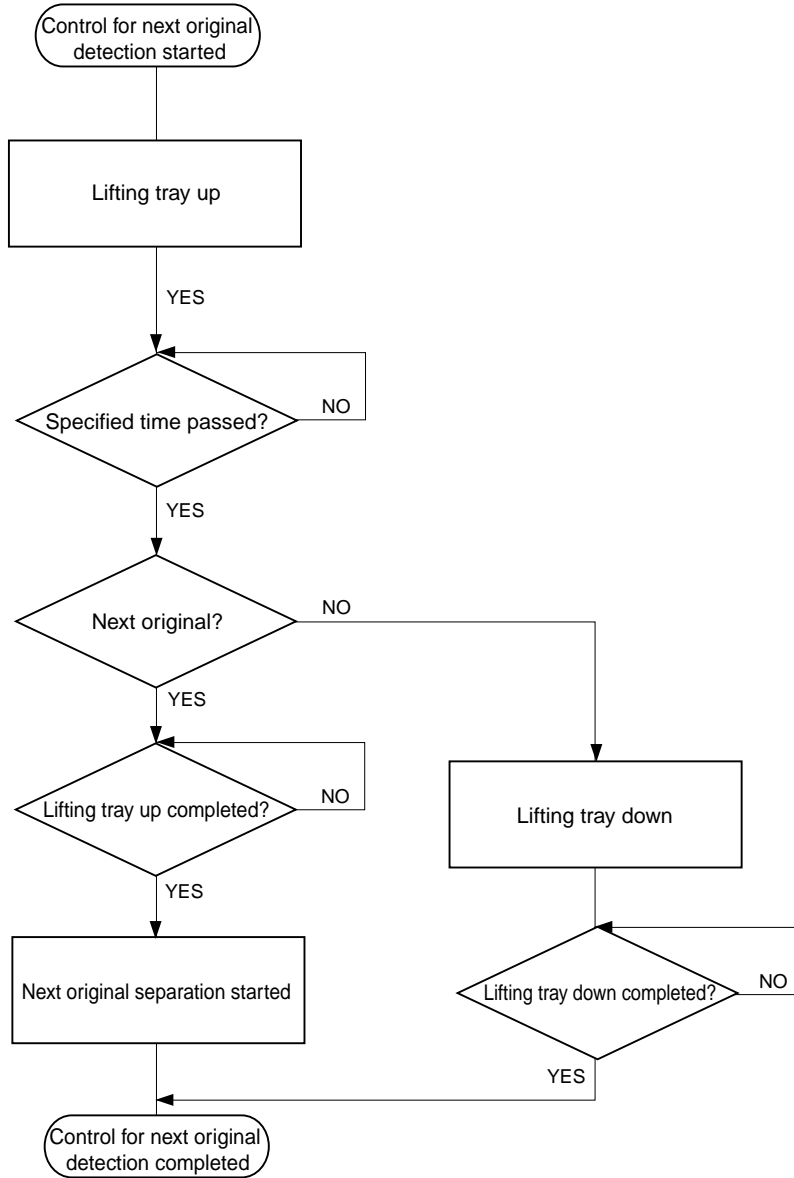 Control for next original
detection started
Lifting tray up
YES
Specified time passed?
NO
YES
Next original?
NO
YES
Lifting tray up completed?
NO
Lifting tray down
YES
Next original separation started
Lifting tray down completed?
NO
YES
Control for next original
detection completed